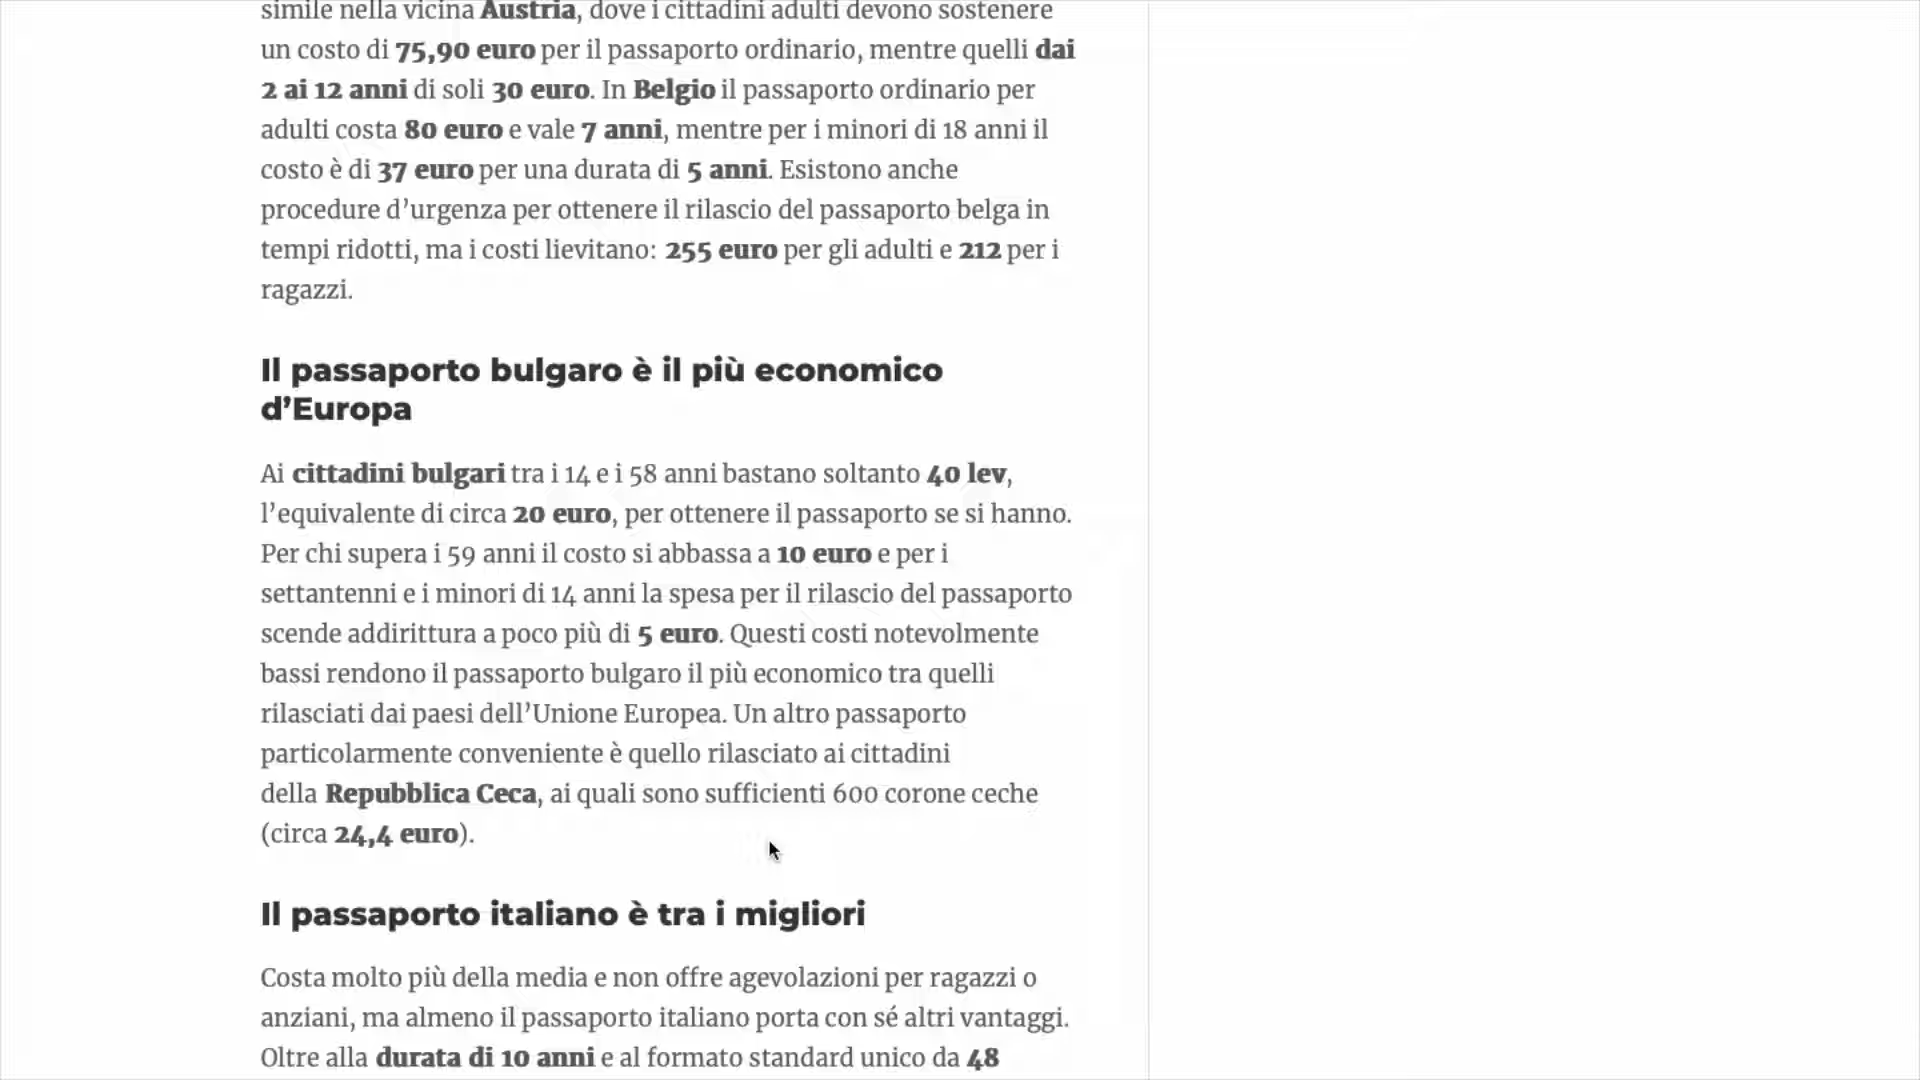 simile nella vicina Austria, dove i cittadini adulti devono sostenere
un costo di 75,90 euro per il passaporto ordinario, mentre quelli dai
2 ai 12 anni di soli 30 euro. In Belgio il passaporto ordinario per
adulti costa 80 euro e vale 7 anni, mentre per i minori di 18 anni il
costo è di 37 euro per una durata di 5 anni. Esistono anche
procedure d’urgenza per ottenere il rilascio del passaporto belga in
tempi ridotti, ma i costi lievitano: 255 euro per gli adulti e 212 per i
ragazzi.
Il passaporto bulgaro è il più economico
d’Europa
Ai cittadini bulgari tra i 14 e i 58 anni bastano soltanto 40 lev,
l’equivalente di circa 20 euro, per ottenere il passaporto se si hanno.
Per chi supera i 59 anni il costo si abbassa a 10 euro e per i
settantenni e i minori di 14 anni la spesa per il rilascio del passaporto
scende addirittura a poco più di 5 euro. Questi costi notevolmente
bassi rendono il passaporto bulgaro il più economico tra quelli
rilasciati dai paesi dell’Unione Europea. Un altro passaporto
particolarmente conveniente è quello rilasciato ai cittadini
della Repubblica Ceca, ai quali sono sufficienti 600 corone ceche
(circa 24,4 euro).
Il passaporto italiano è tra i migliori
Costa molto più della media e non offre agevolazioni per ragazzi o
anziani, ma almeno il passaporto italiano porta con sé altri vantaggi.
Oltre alla durata di 10 anni e al formato standard unico da 48